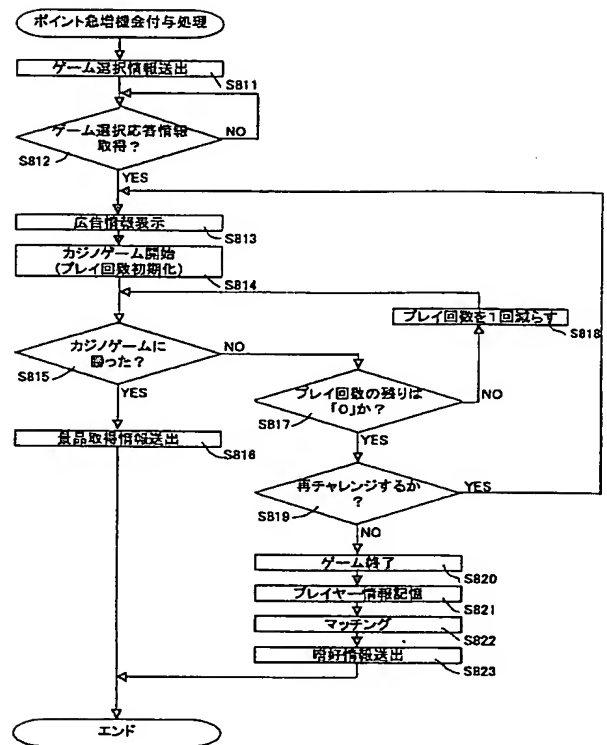 ポイント急増機会付与処理
ゲーム選択情報送出
S811
ゲーム選択応答情報
取得?
NO
S812
YES
広告情報表示
S813
カジノゲーム開始
(プレイ回数初期化)
S814
プレイ回数を1回減らす
S818
カジノゲームに
勝った?
NO
S815
YES
プレイ回数の残りは
「0」か?
NO
S817
YES
景品取得情報送出
S816
再チャレンジするか
?
YES
S819
NO
ゲーム終了
S820
プレイヤー情報記憶
S821
マッチング
S822
嗜好情報送出
S823
エンド